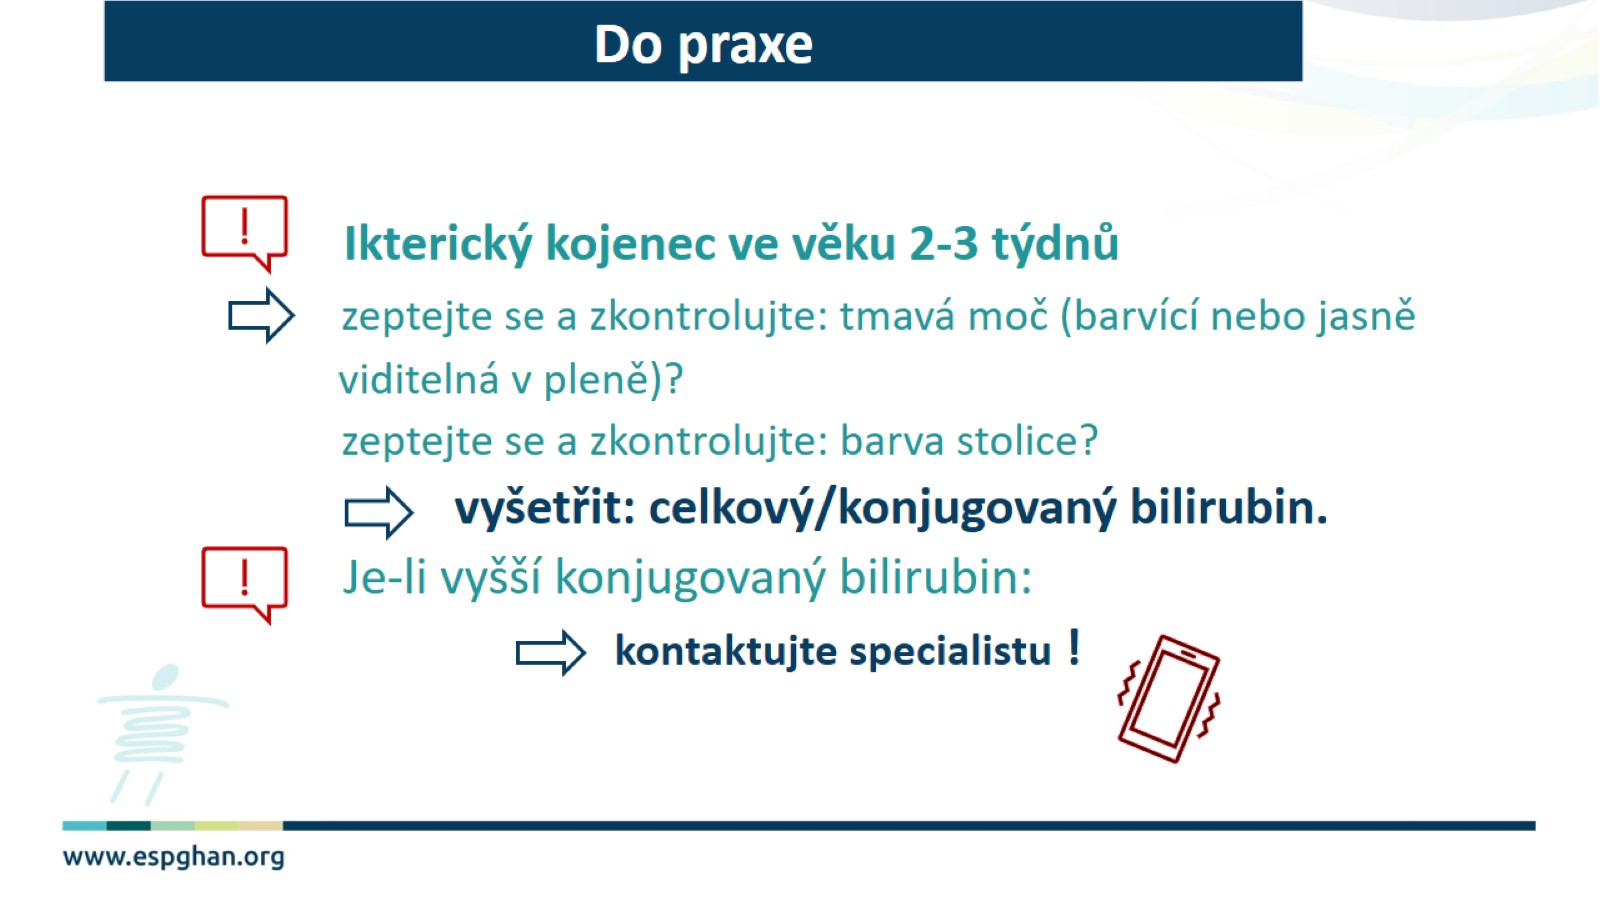 Do praxe
!
Ikterický kojenec ve věku 2-3 týdnů
zeptejte se a zkontrolujte: tmavá moč (barvící nebo jasně
viditelná v pleně)?
zeptejte se a zkontrolujte: barva stolice?
vyšetřit: celkový/konjugovaný bilirubin.
!
Je-li vyšší konjugovaný bilirubin:
kontaktujte specialistu !
www.espghan.org